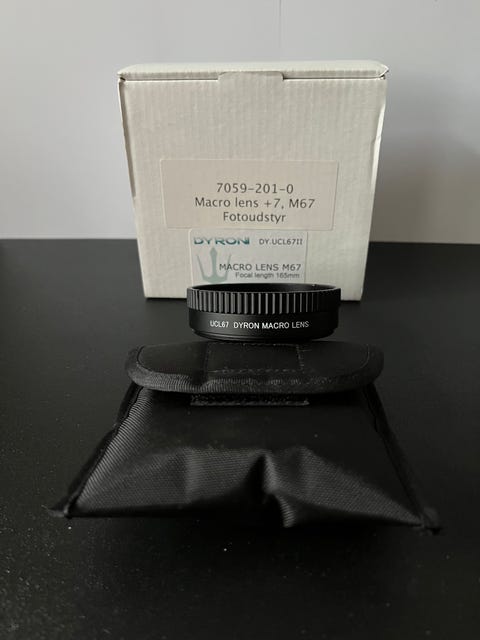 7059-201-0
Macro lens +7, M67
Fotoudstyr
DYRON DY.UCL67II
MACRO LENS M67
Focal length 165mm
UCL67 DYRON MACRO LENS